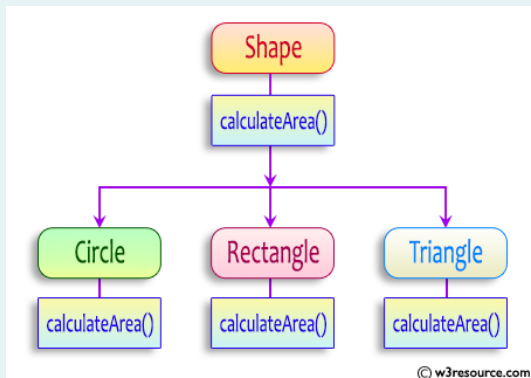 Shape
calculateArea()
Circle
Rectangle
Triangle
calculateArea()
calculateArea()
calculateArea()
© w3resource.com